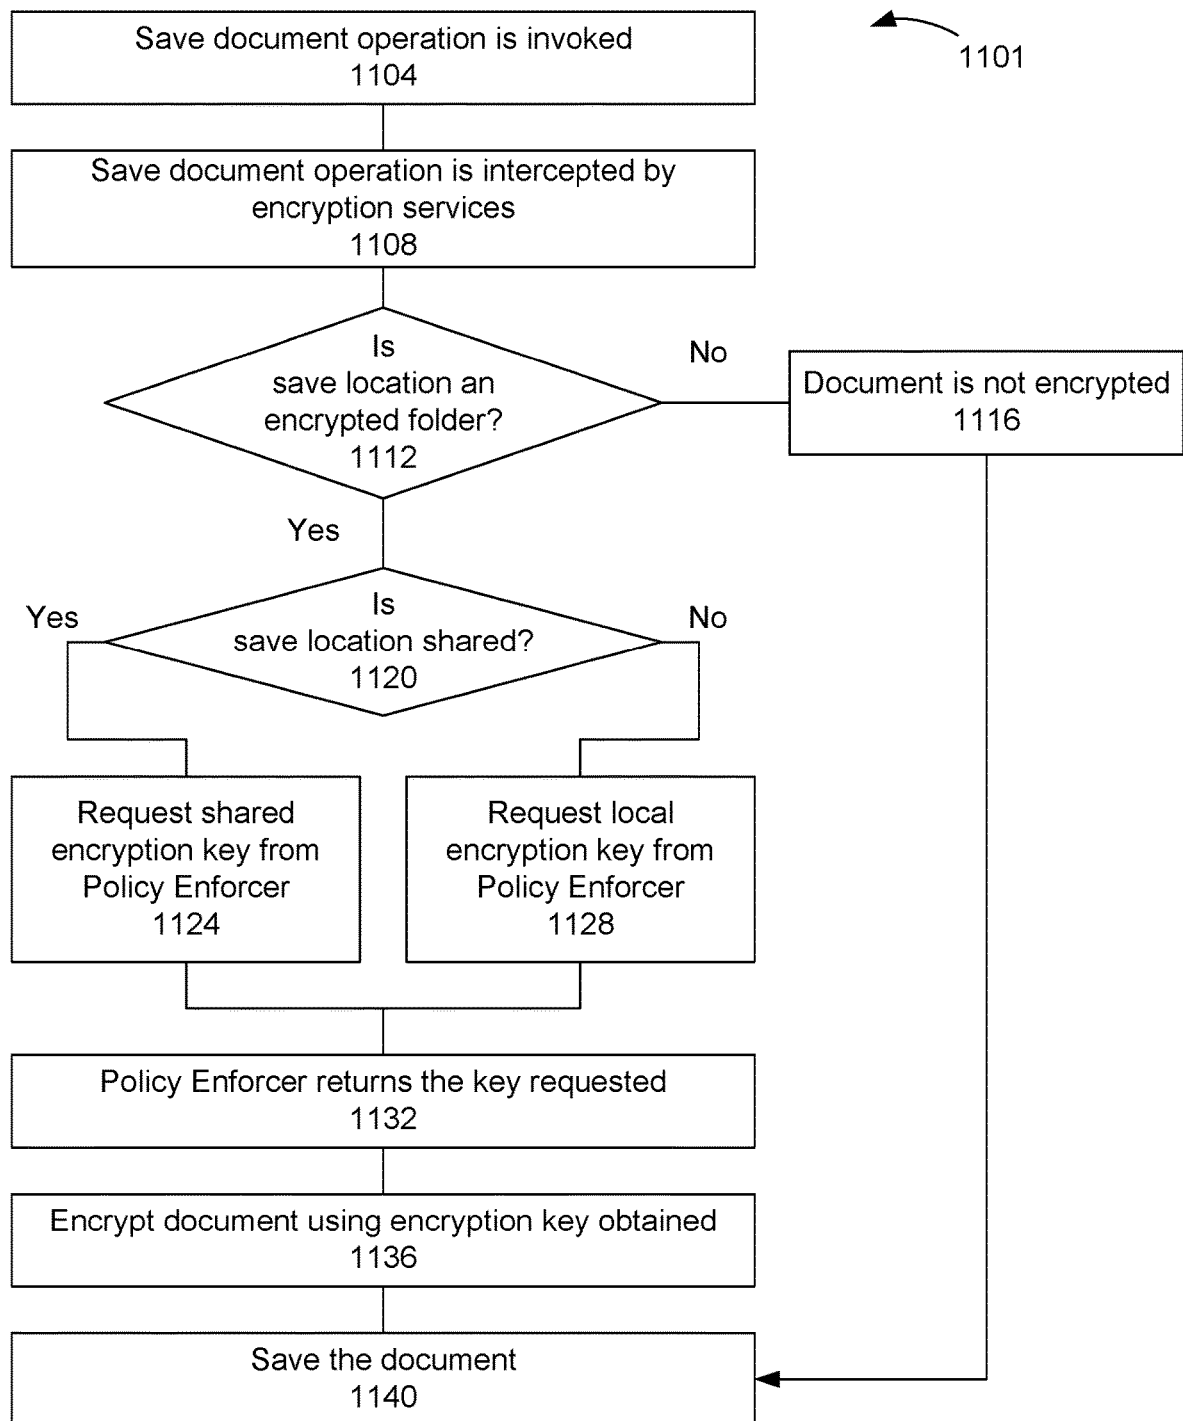 Save document operation is invoked
1104
1101
Save document operation is intercepted by
encryption services
1108
Is
save location an
encrypted folder?
1112
No
Document is not encrypted
1116
Yes
Is
save location shared?
1120
Yes
No
Request shared
encryption key from
Policy Enforcer
1124
Request local
encryption key from
Policy Enforcer
1128
Policy Enforcer returns the key requested
1132
Encrypt document using encryption key obtained
1136
Save the document
1140